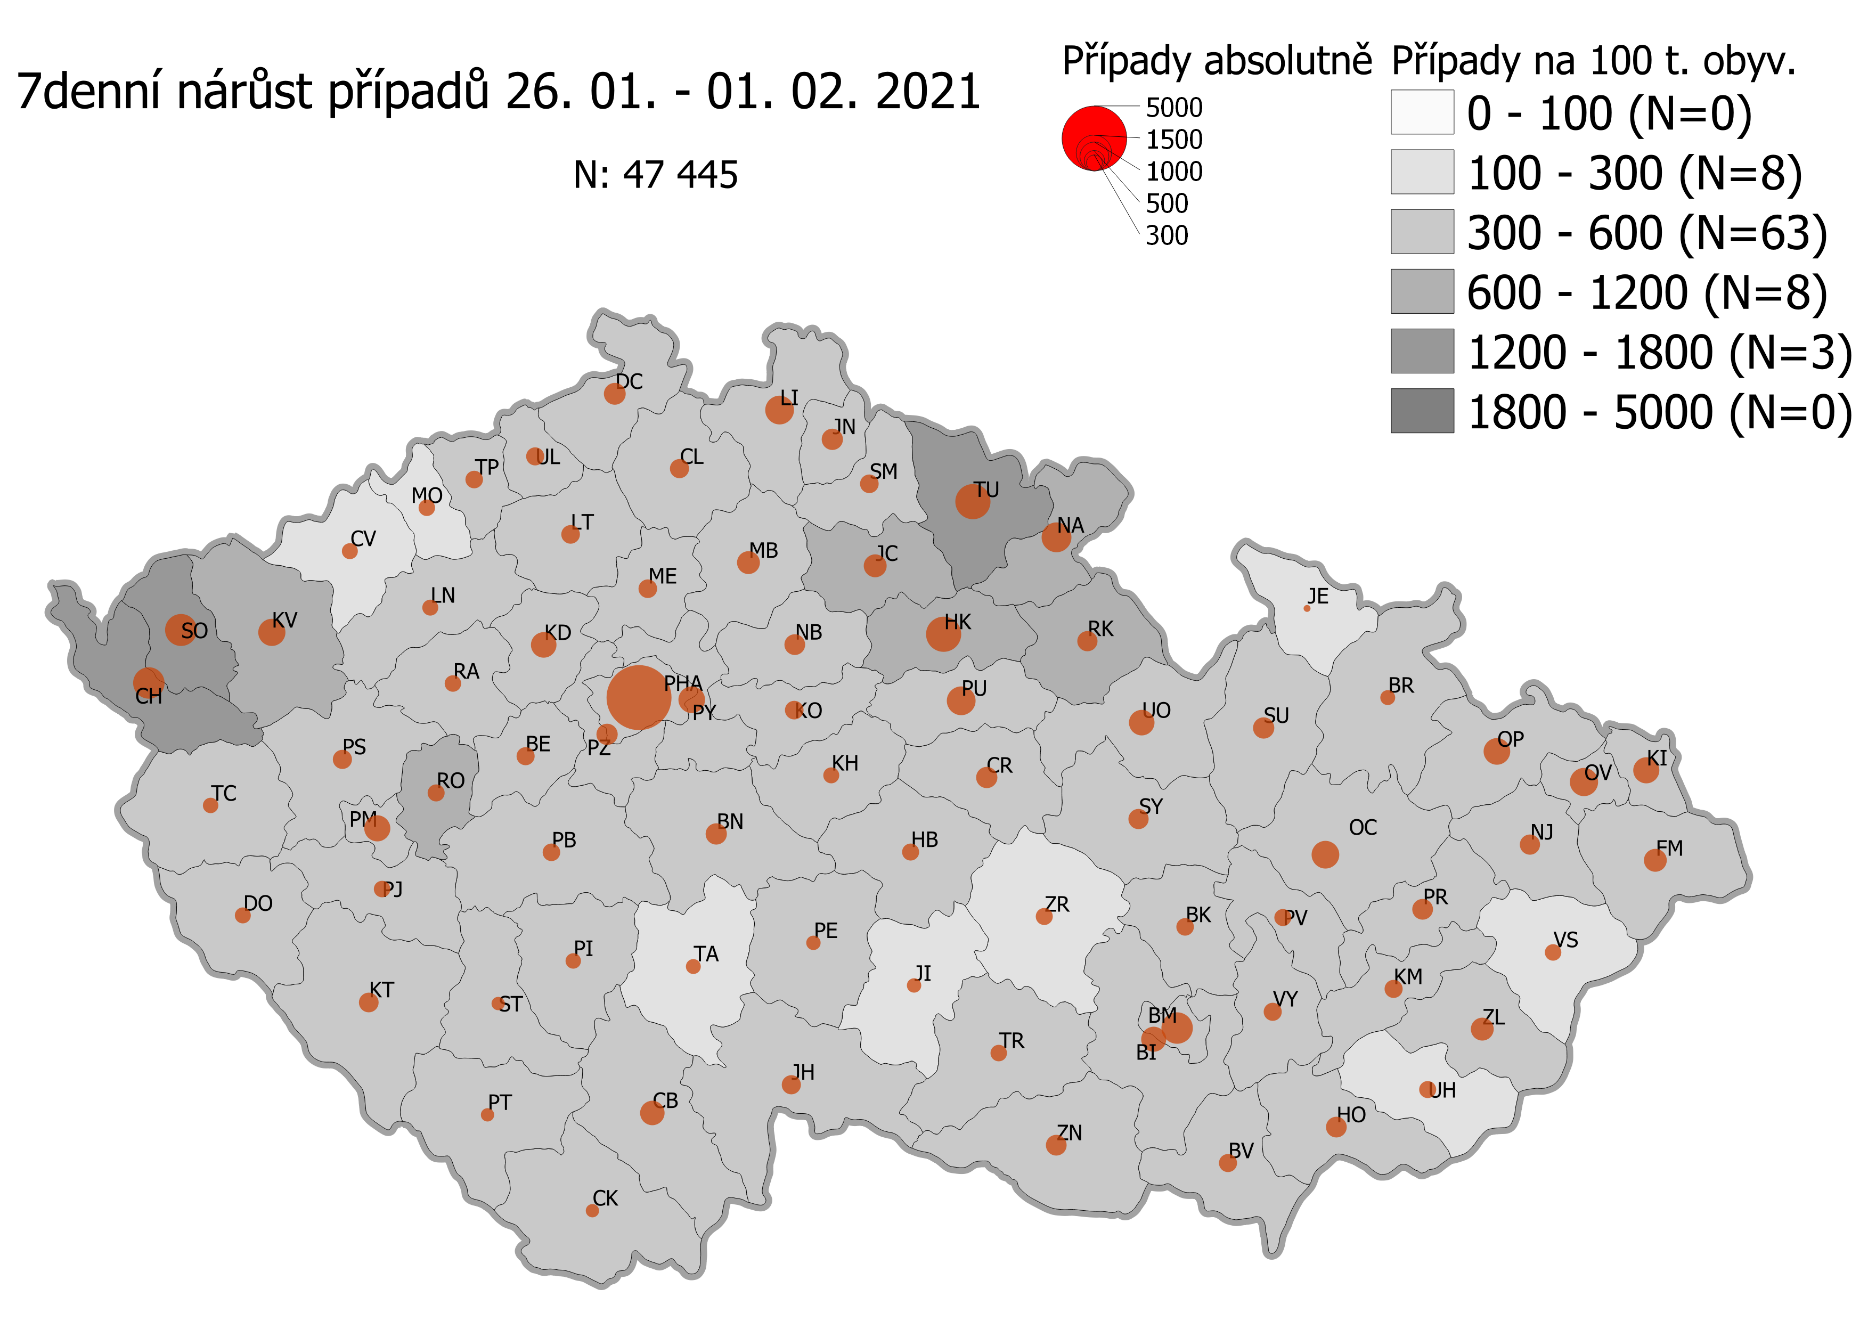 7denní nárůst případů 26. 01. - 01. 02. 2021
N: 47 445
Případy absolutně
5000
1500
1000
500
300
Případy na 100 t. obyv.
0 - 100 (N=0)
100 - 300 (N=8)
300 - 600 (N=63)
600 - 1200 (N=8)
1200 - 1800 (N=3)
1800 - 5000 (N=0)
DC
LI
JN
UL
TP
CL
SM
MO
TU
LT
NA
CV
MB
JC
ME
LN
JE
SO
KV
KD
NB
HK
RK
RA
PHA
CH
PY
KO
PU
UO
SU
BR
PS
BE
PZ
OP
KI
RO
KH
CR
OV
TC
PM
BN
SY
OC
NJ
PB
HB
FM
PJ
DO
ZR
BK
PV
PR
PI
TA
PE
JI
VS
KT
ST
KM
VY
BM
ZL
TR
BI
JH
UH
PT
CB
HO
ZN
BV
CK